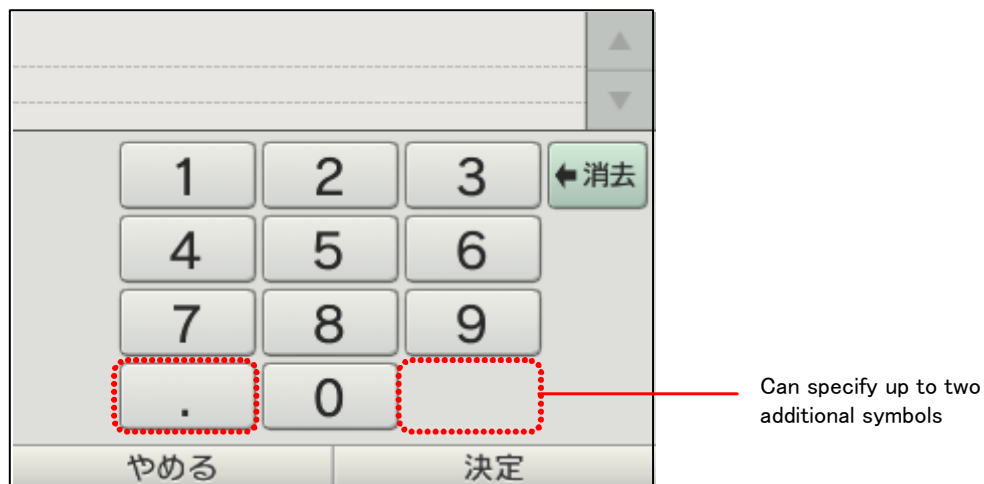 ▲
▼
1 2 3 ←消去
4 5 6
7 8 9
. 0
Can specify up to two
additional symbols
やめる 決定